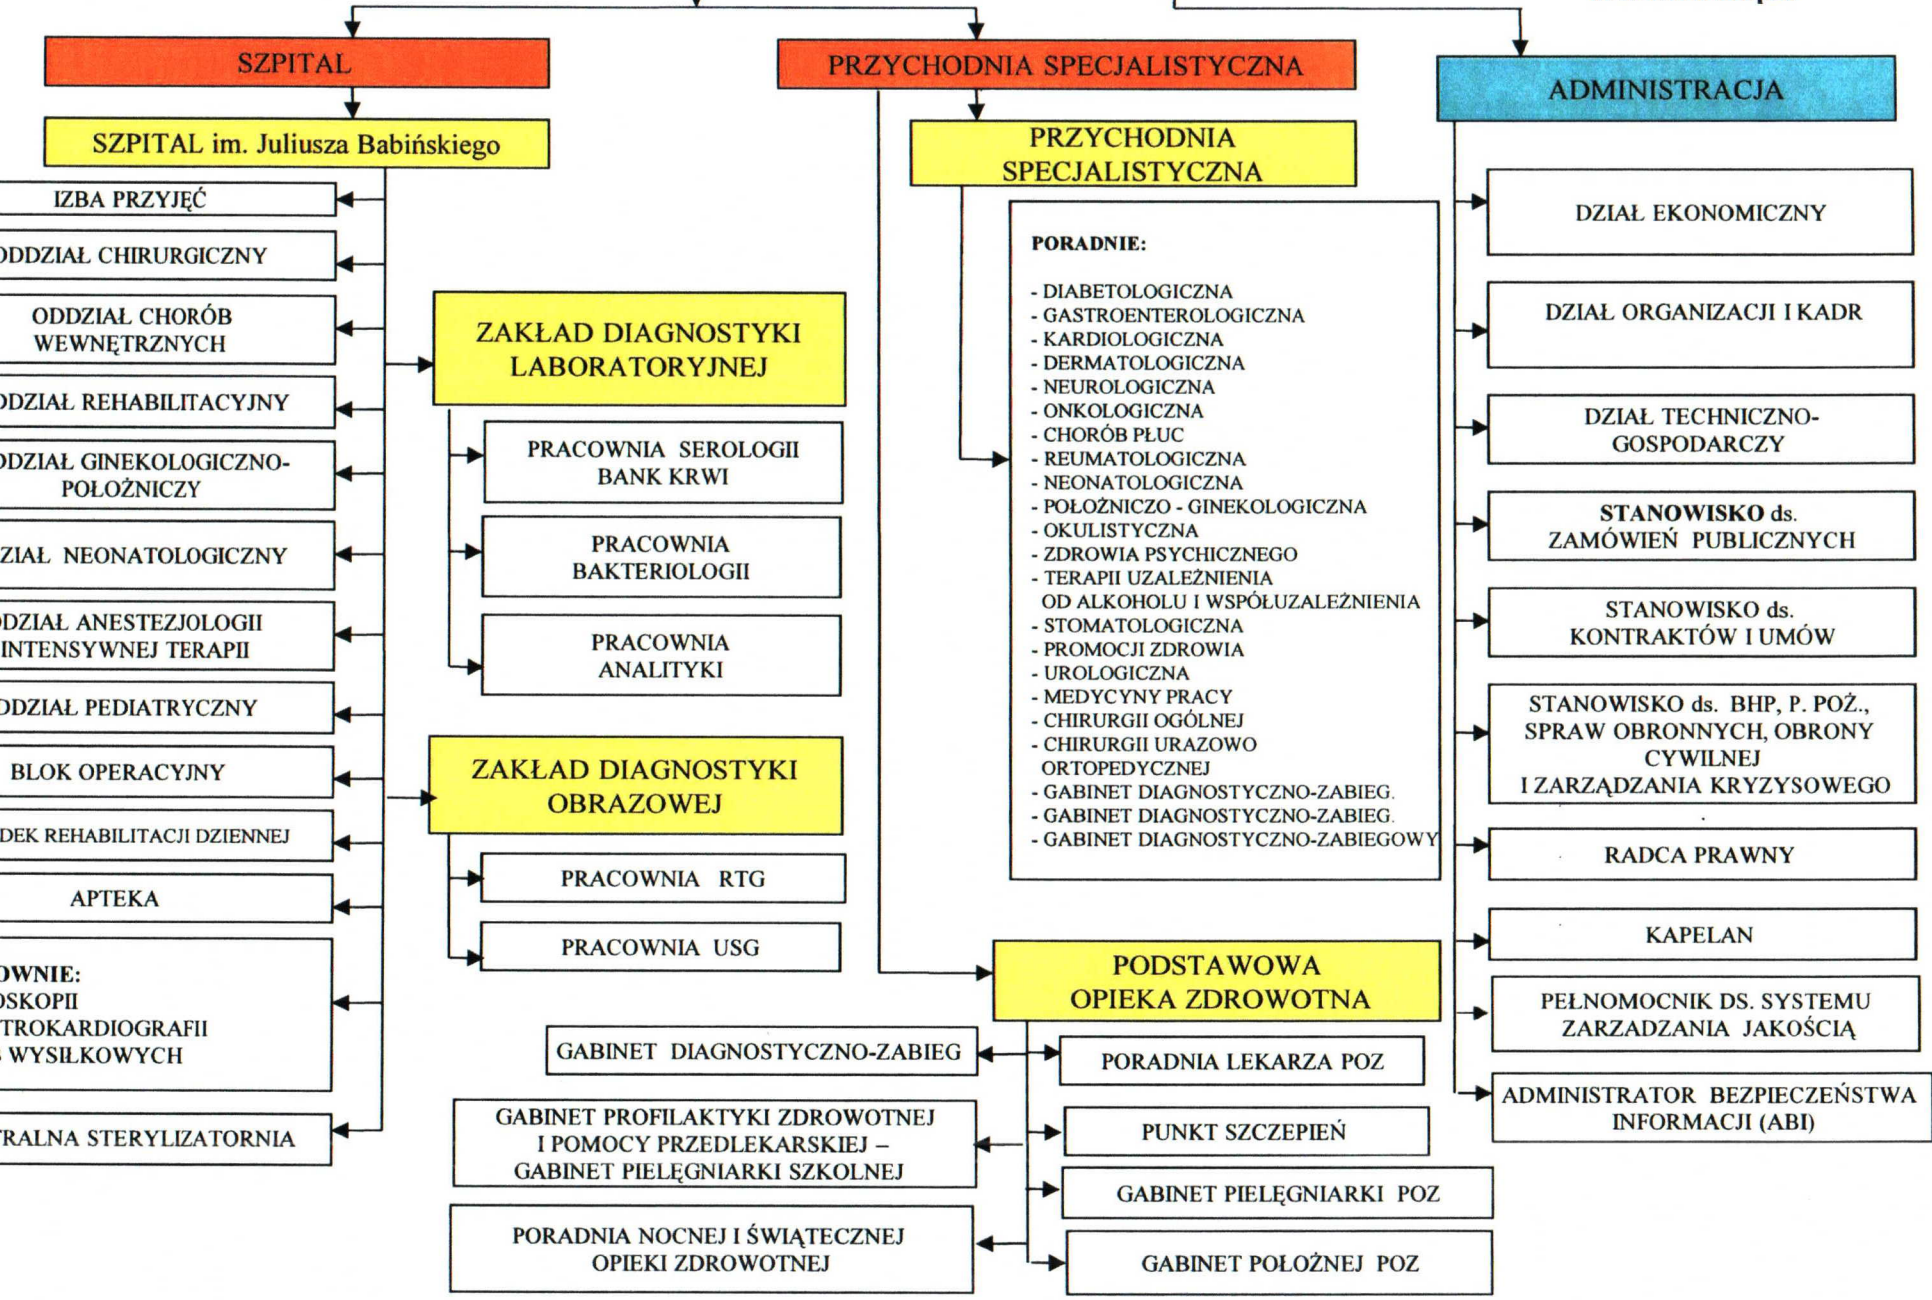 SZPITAL
SZPITAL im. Juliusza Babińskiego
IZBA PRZYJĘĆ
ODDZIAŁ CHIRURGICZNY
ODDZIAŁ CHORÓB
WEWNĘTRZNYCH
ODDZIAŁ REHABILITACYJNY
ODDZIAŁ GINEKOLOGICZNO-
POŁOŻNICZY
ZIAŁ NEONATOLOGICZNY
DZIAŁ ANESTEZJOLOGII
INTENSYWNEJ TERAPII
ODDZIAŁ PEDIATRYCZNY
BLOK OPERACYJNY
DEK REHABILITACJI DZIENNEJ
APTEKA
OWNIE:
OSKOPII
TROKARDIOGRAFII
WYSIŁKOWYCH
TRALNA STERYLIZATORNIA
ZAKŁAD DIAGNOSTYKI
LABORATORYJNEJ
PRACOWNIA SEROLOGII
BANK KRWI
PRACOWNIA
BAKTERIOLOGII
PRACOWNIA
ANALITYKI
ZAKŁAD DIAGNOSTYKI
OBRAZOWEJ
PRACOWNIA RTG
PRACOWNIA USG
PRZYCHODNIA SPECJALISTYCZNA
PRZYCHODNIA
SPECJALISTYCZNA
PORADNIE:
- DIABETOLOGICZNA
- GASTROENTEROLOGICZNA
- KARDIOLOGICZNA
- DERMATOLOGICZNA
- NEUROLOGICZNA
- ONKOLOGICZNA
- CHORÓB PŁUC
- REUMATOLOGICZNA
- NEONATOLOGICZNA
- POŁOŻNICZO - GINEKOLOGICZNA
- OKULISTYCZNA
- ZDROWIA PSYCHICZNEGO
- TERAPII UZALEŻNIENIA
OD ALKOHOLU I WSPÓŁUZALEŻNIENIA
- STOMATOLOGICZNA
- PROMOCJI ZDROWIA
- UROLOGICZNA
- MEDYCYNY PRACY
- CHIRURGII OGÓLNEJ
- CHIRURGII URAZOWO
ORTOPEDYCZNEJ
- GABINET DIAGNOSTYCZNO-ZABIEG.
- GABINET DIAGNOSTYCZNO-ZABIEG.
- GABINET DIAGNOSTYCZNO-ZABIEGOWY
PODSTAWOWA
OPIEKA ZDROWOTNA
GABINET DIAGNOSTYCZNO-ZABIEG
GABINET PROFILAKTYKI ZDROWOTNEJ
I POMOCY PRZEDLEKARSKIEJ –
GABINET PIELĘGNIARKI SZKOLNEJ
PORADNIA NOCNEJ I ŚWIĄTECZNEJ
OPIEKI ZDROWOTNEJ
PORADNIA LEKARZA POZ
PUNKT SZCZEPIEŃ
GABINET PIELĘGNIARKI POZ
GABINET POŁOŻNEJ POZ
ADMINISTRACJA
DZIAŁ EKONOMICZNY
DZIAŁ ORGANIZACJI I KADR
DZIAŁ TECHNICZNO-
GOSPODARCZY
STANOWISKO ds.
ZAMÓWIEŃ PUBLICZNYCH
STANOWISKO ds.
KONTRAKTÓW I UMÓW
STANOWISKO ds. BHP, P. POŻ.,
SPRAW OBRONNYCH, OBRONY
CYWILNEJ
I ZARZĄDZANIA KRYZYSOWEGO
RADCA PRAWNY
KAPELAN
PEŁNOMOCNIK DS. SYSTEMU
ZARZADZANIA JAKOŚCIĄ
ADMINISTRATOR BEZPIECZEŃSTWA
INFORMACJI (ABI)